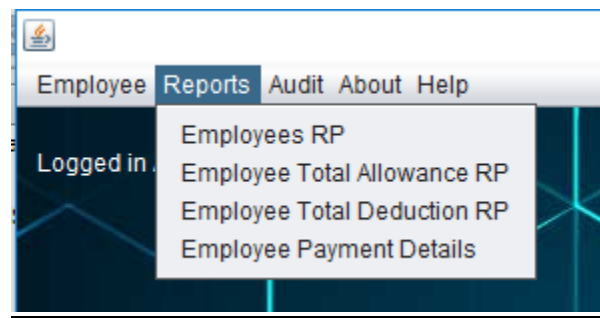 Employee Reports Audit About Help
Logged in
Employees RP
Employee Total Allowance RP
Employee Total Deduction RP
Employee Payment Details